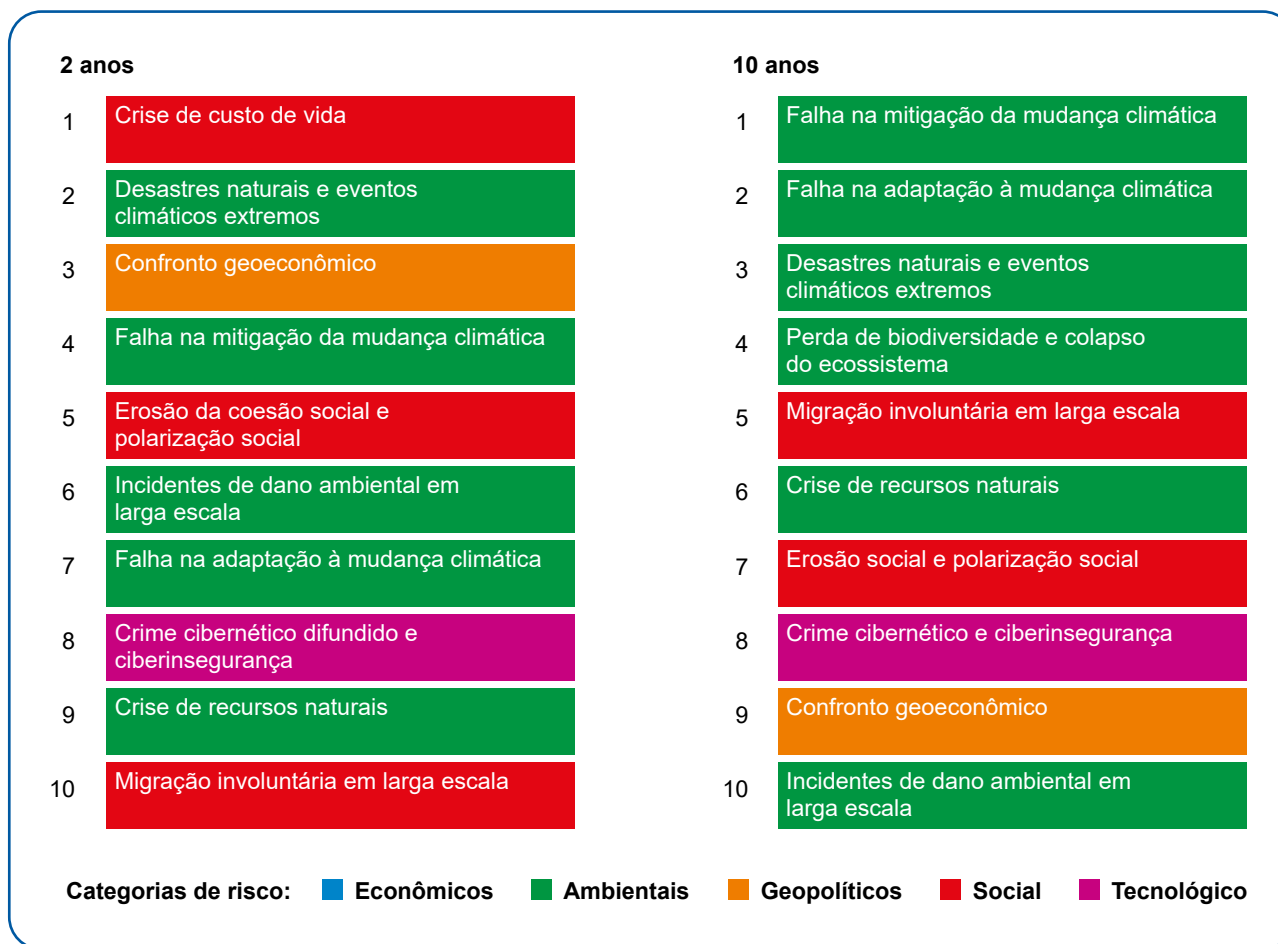 2 anos
1
Crise de custo de vida
2
Desastres naturais e eventos
climáticos extremos
3
Confronto geoeconômico
4
Falha na mitigação da mudança climática
5
Erosão da coesão social e
polarização social
6
Incidentes de dano ambiental em
larga escala
7
Falha na adaptação à mudança climática
8
Crime cibernético difundido e
ciberinsegurança
9
Crise de recursos naturais
10
Migração involuntária em larga escala
10 anos
1
Falha na mitigação da mudança climática
2
Falha na adaptação à mudança climática
3
Desastres naturais e eventos
climáticos extremos
4
Perda de biodiversidade e colapso
do ecossistema
5
Migração involuntária em larga escala
6
Crise de recursos naturais
7
Erosão social e polarização social
8
Crime cibernético e ciberinsegurança
9
Confronto geoeconômico
10
Incidentes de dano ambiental em
larga escala
Categorias de risco: Econômicos Ambientais Geopolíticos Social Tecnológico